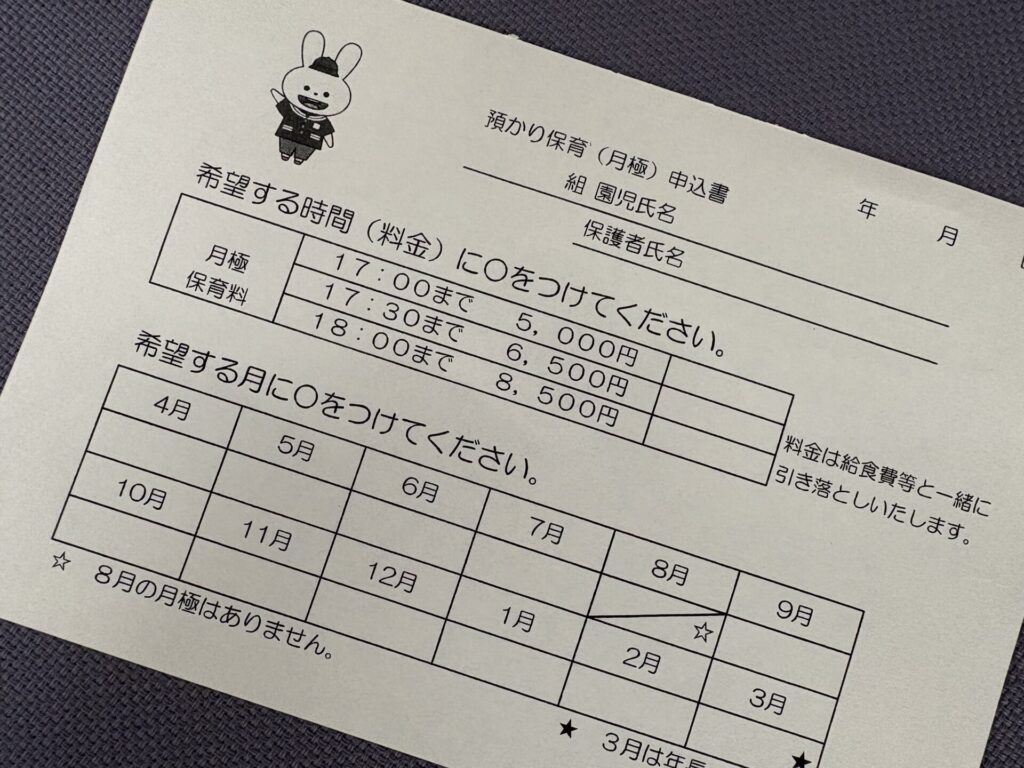 預かり保育（月極）申込書
年 月
組 園児氏名
保護者氏名
希望する時間（料金）に〇をつけてください。
月極
保育料
１７：００まで ５，０００円
１７：３０まで ６，５００円
１８：００まで ８，５００円
料金は給食費等と一緒に
引き落としいたします。
希望する月に〇をつけてください。
4月 5月 6月 7月 8月 9月
☆
10月 11月 12月 1月 2月 3月
★
☆ ８月の月極はありません。
★ ３月は年長